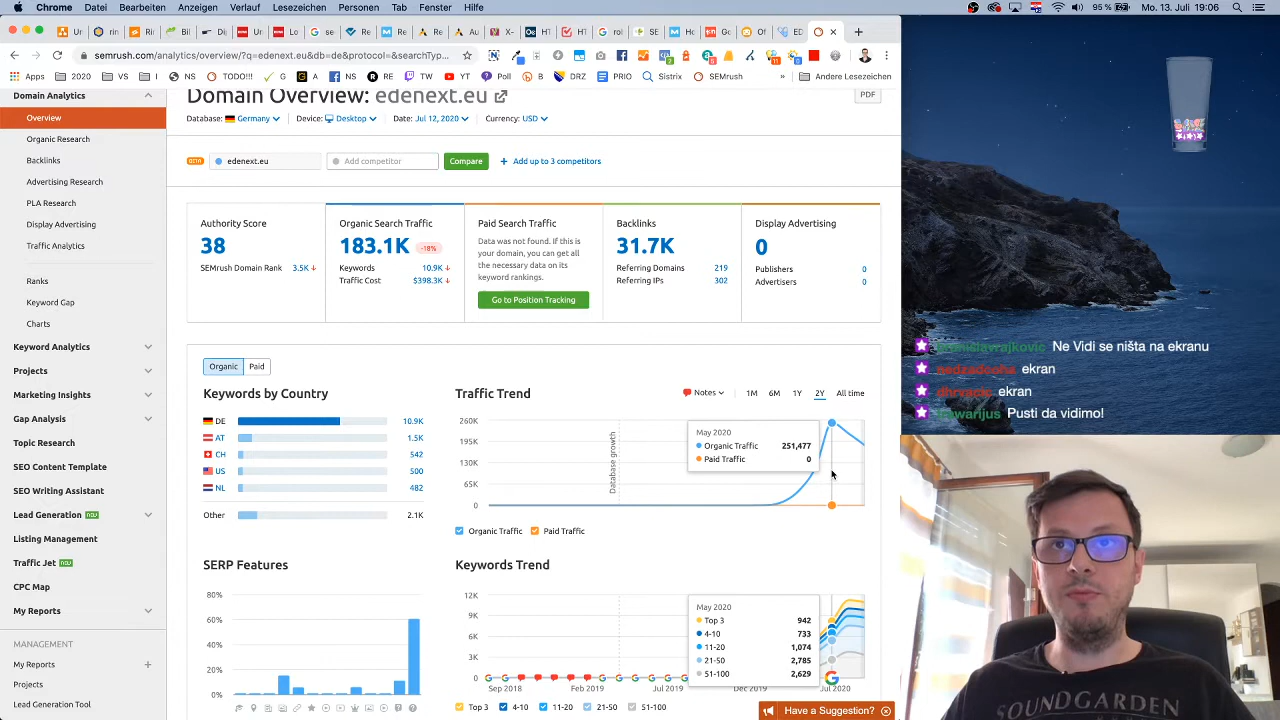 Chrome Datei Bearbeiten Anzeigen Verlauf Lesezeichen Personen Tab Fenster Hilfe
95 % Mo. 13. Juli 19:06
semrush.com/analytics/overview/?q=edenext.eu&db=de&protocol=&searchTyp...
Apps 2020 VS I NS TODO!!! A NS RE TW YT Poll B DRZ PRIO Sistrix SEMrush Andere Lesezeichen
Domain Analytics
Overview
Organic Research
Backlinks
Advertising Research
PLA Research
Display Advertising
Traffic Analytics
Ranks
Keyword Gap
Charts
Keyword Analytics
Projects
Marketing Insights
Gap Analysis
Topic Research
SEO Content Template
SEO Writing Assistant
Lead Generation
Listing Management
Traffic Jet
CPC Map
My Reports
MANAGEMENT
My Reports
Projects
Lead Generation Tool
Domain Overview: edenext.eu
PDF
Database: Germany Device: Desktop Date: Jul 12, 2020 Currency: USD
BETA edenext.eu Add competitor Compare + Add up to 3 competitors
Authority Score
38
SEMrush Domain Rank 3.5K
Organic Search Traffic
183.1K -18%
Keywords 10.9K
Traffic Cost $398.3K
Paid Search Traffic
Data was not found. If this is
your domain, you can get all
the necessary data on its
keyword rankings.
Go to Position Tracking
Backlinks
31.7K
Referring Domains 219
Referring IPs 302
Display Advertising
0
Publishers 0
Advertisers 0
Organic Paid
Keywords by Country
DE 10.9K
AT 1.5K
CH 542
US 500
NL 482
Other 2.1K
Traffic Trend
Notes 1M 6M 1Y 2Y All time
260K
195K
130K
65K
0
Database growth
May 2020
Organic Traffic 251,477
Paid Traffic 0
Organic Traffic Paid Traffic
SERP Features
80%
60%
40%
20%
0%
Keywords Trend
12K
9K
6K
3K
0
May 2020
Top 3 942
4-10 733
11-20 1,074
21-50 2,785
51-100 2,629
Sep 2018 Feb 2019 Jul 2019 Dec 2019 Jul 2020
Top 3 4-10 11-20 21-50 51-100
Have a Suggestion?
Ne Vidi se ništa na ekranu
ekran
ekran
Pusti da vidimo!
SOUNDGARDEN